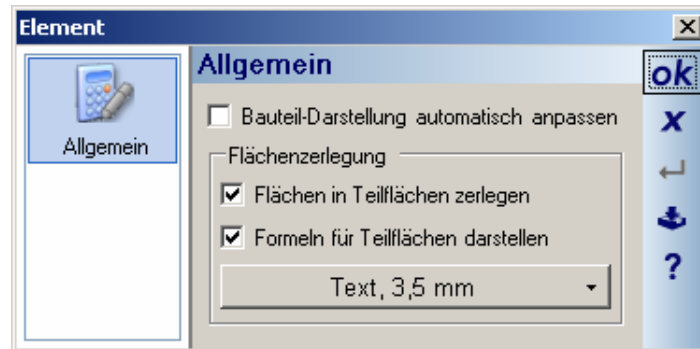 Element
Allgemein
ok
Bauteil-Darstellung automatisch anpassen
x
Allgemein
Flächenzerlegung
Flächen in Teilflächen zerlegen
Formeln für Teilflächen darstellen
?
Text, 3,5 mm